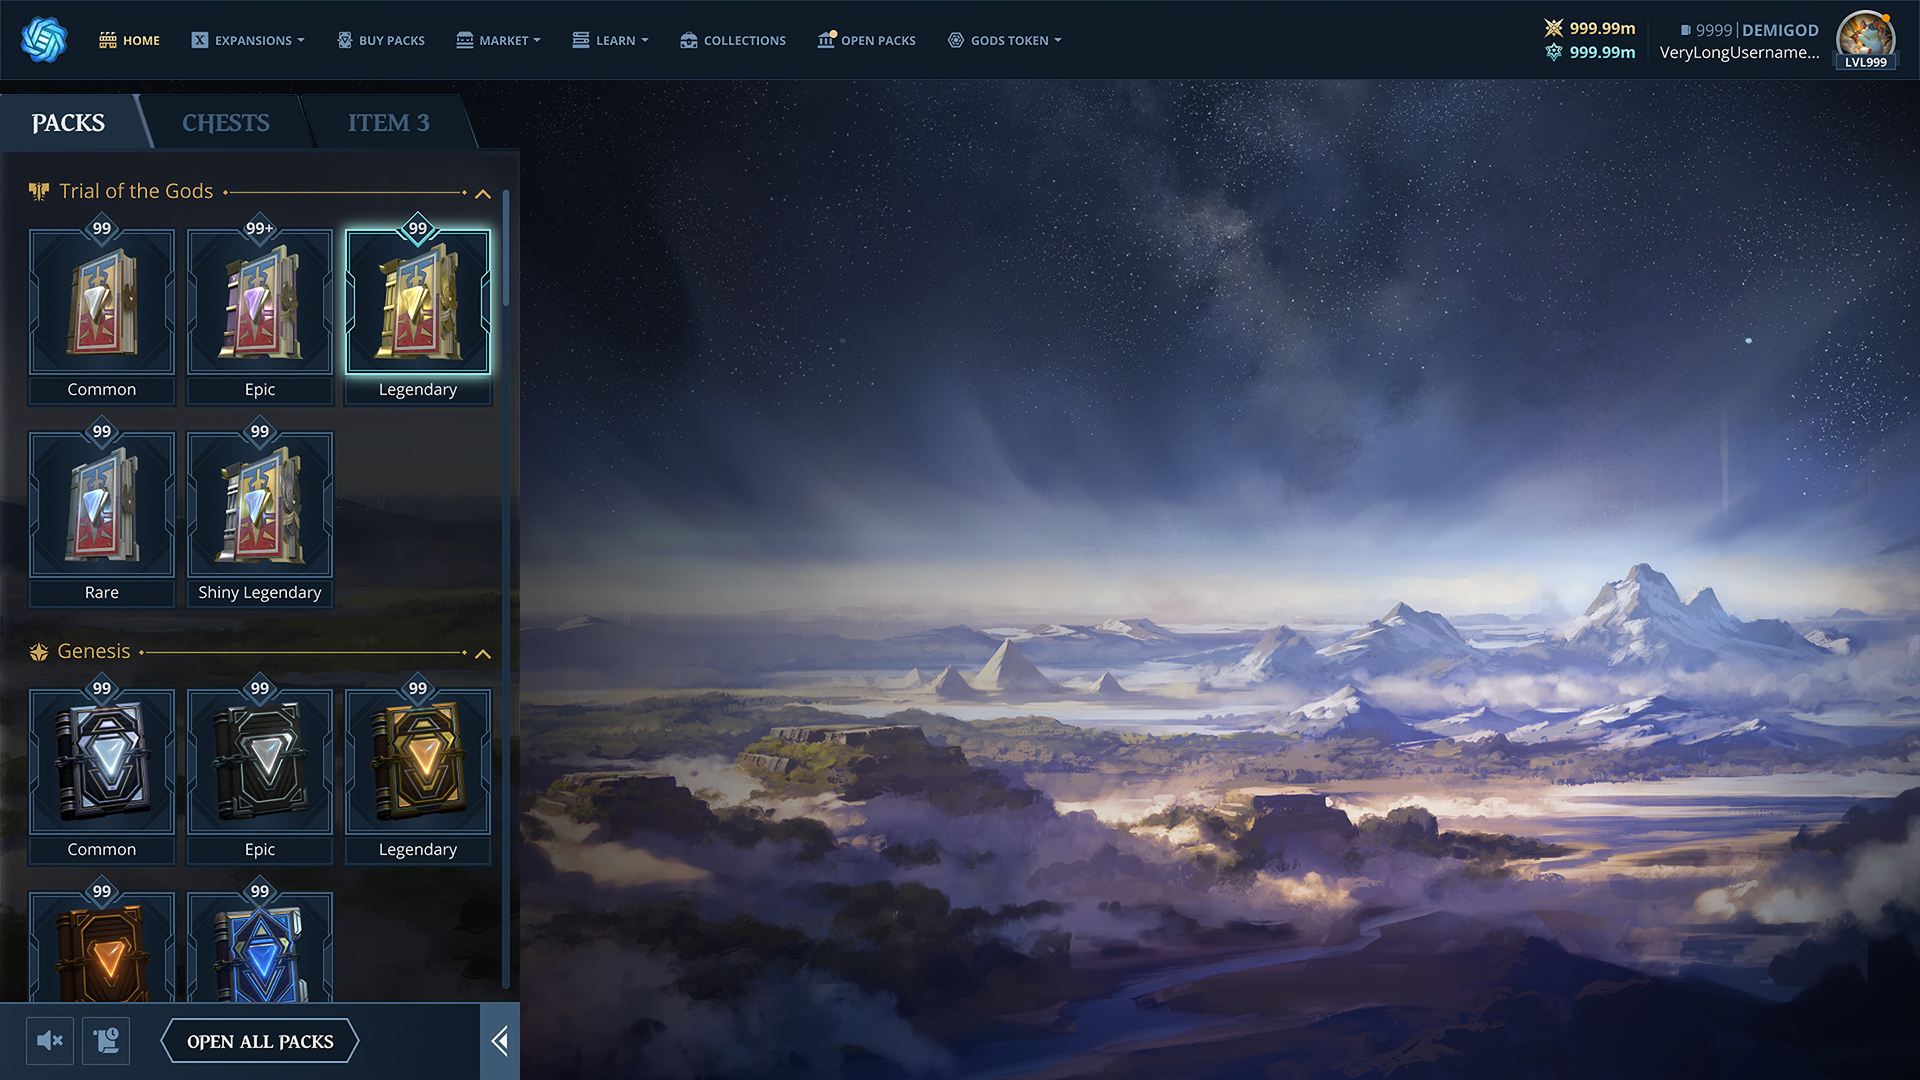 HOME
EXPANSIONS
BUY PACKS
MARKET
LEARN
COLLECTIONS
OPEN PACKS
GODS TOKEN
999.99m
999.99m
9999 | DEMIGOD
VeryLongUsername...
LVL999
PACKS
CHESTS
ITEM 3
Trial of the Gods
99
99+
99
Common
Epic
Legendary
99
99
Rare
Shiny Legendary
Genesis
99
99
99
Common
Epic
Legendary
99
99
OPEN ALL PACKS